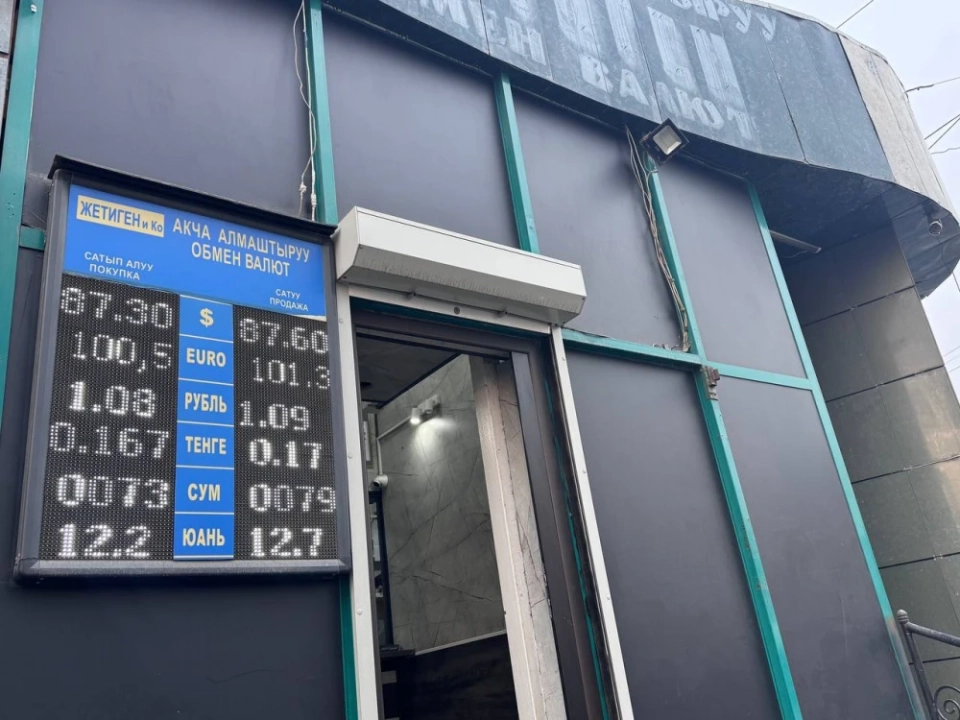 ЖЕТИГЕН и Ко
АКЧА АЛМАШТЫРУУ
ОБМЕН ВАЛЮТ
САТЫП АЛУУ
ПОКУПКА
САТУУ
ПРОДАЖА
87.30 $ 87.60
100,5 EURO 101.3
1.08 РУБЛЬ 1.09
0.167 ТЕНГЕ 0.17
0073 СУМ 0079
12.2 ЮАНЬ 12.7